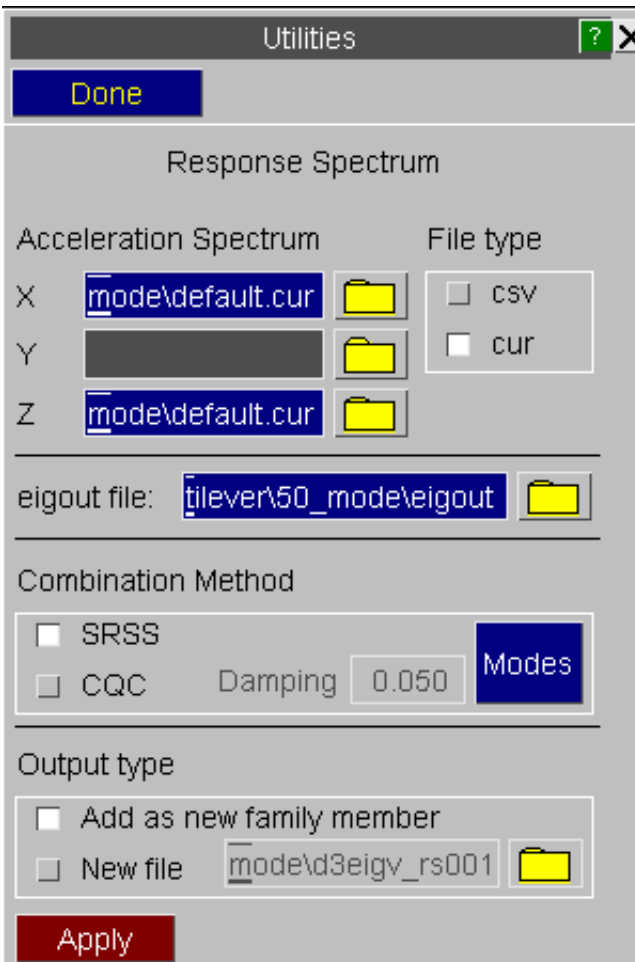 Utilities ? X
Done
Response Spectrum
Acceleration Spectrum File type
X mode\default.cur csv
Y cur
Z mode\default.cur
eigout file: tilever\50_mode\eigout
Combination Method
SRSS
CQC Damping 0.050 Modes
Output type
Add as new family member
New file mode\d3eigv_rs001
Apply